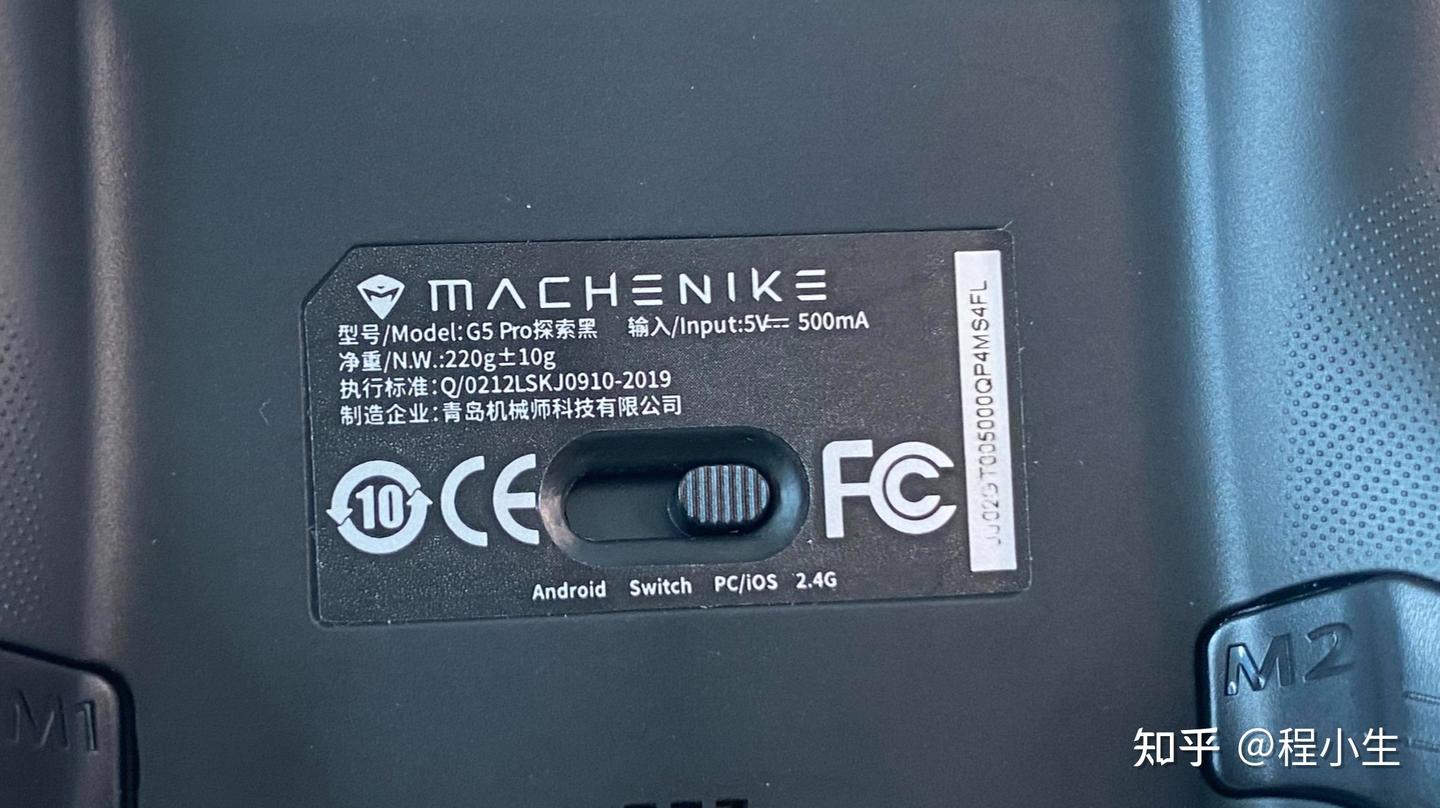 MACHENIKE
型号/Model:G5 Pro探索黑 输入/Input:5V⎓ 500mA
净重/N.W.:220g±10g
执行标准:Q/0212LSKJ0910-2019
制造企业:青岛机械师科技有限公司
10 CE FC
Android Switch PC/iOS 2.4G
M1
M2
知乎 @程小生